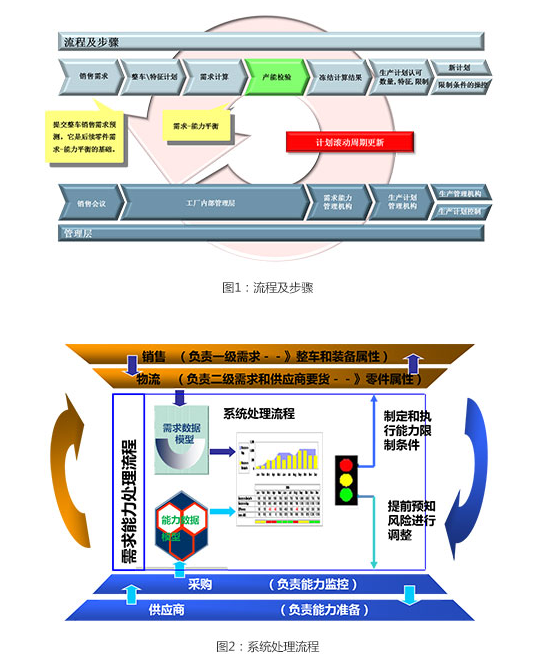 流程及步骤
销售需求
整车\特征计划
需求计算
产能检验
冻结计算结果
生产计划认可
数量,特征,限制
新计划
限制条件的操控
提交整车销售需求预
测，它是后续零件需
求-能力平衡的基础。
需求-能力平衡
计划滚动周期更新
销售会议
工厂内部管理层
需求能力
管理机构
生产计划
管理机构
生产管理机构
生产计划控制
管理层
图1：流程及步骤
销售 （负责一级需求--》整车和装备属性）
物流 （负责二级需求和供应商要货--》零件属性）
需求能力处理流程
系统处理流程
需求数据
模型
能力数据
模型
制定和执
行能力限
制条件
提前预知
风险进行
调整
采购 （负责能力监控）
供应商 （负责能力准备）
图2：系统处理流程